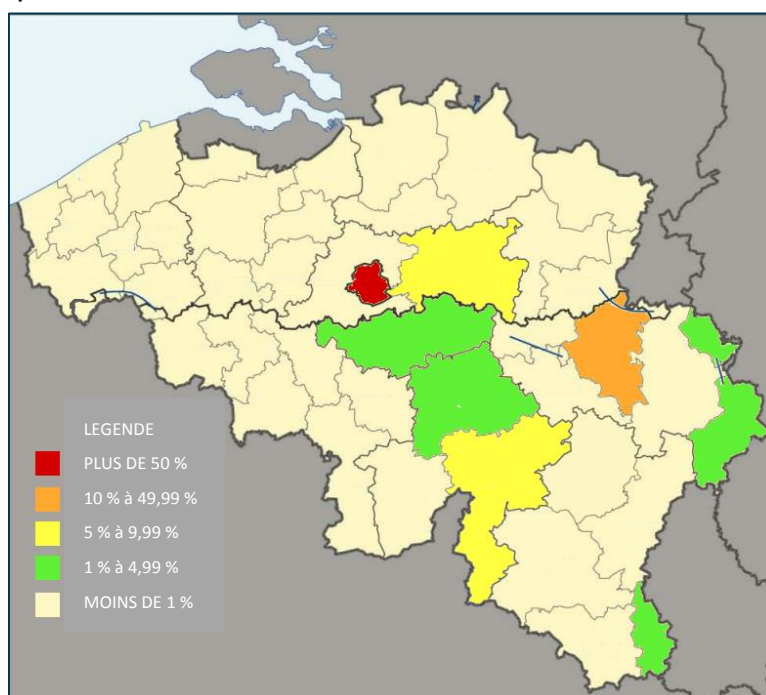 LEGENDE
PLUS DE 50 %
10 % à 49,99 %
5 % à 9,99 %
1 % à 4,99 %
MOINS DE 1 %